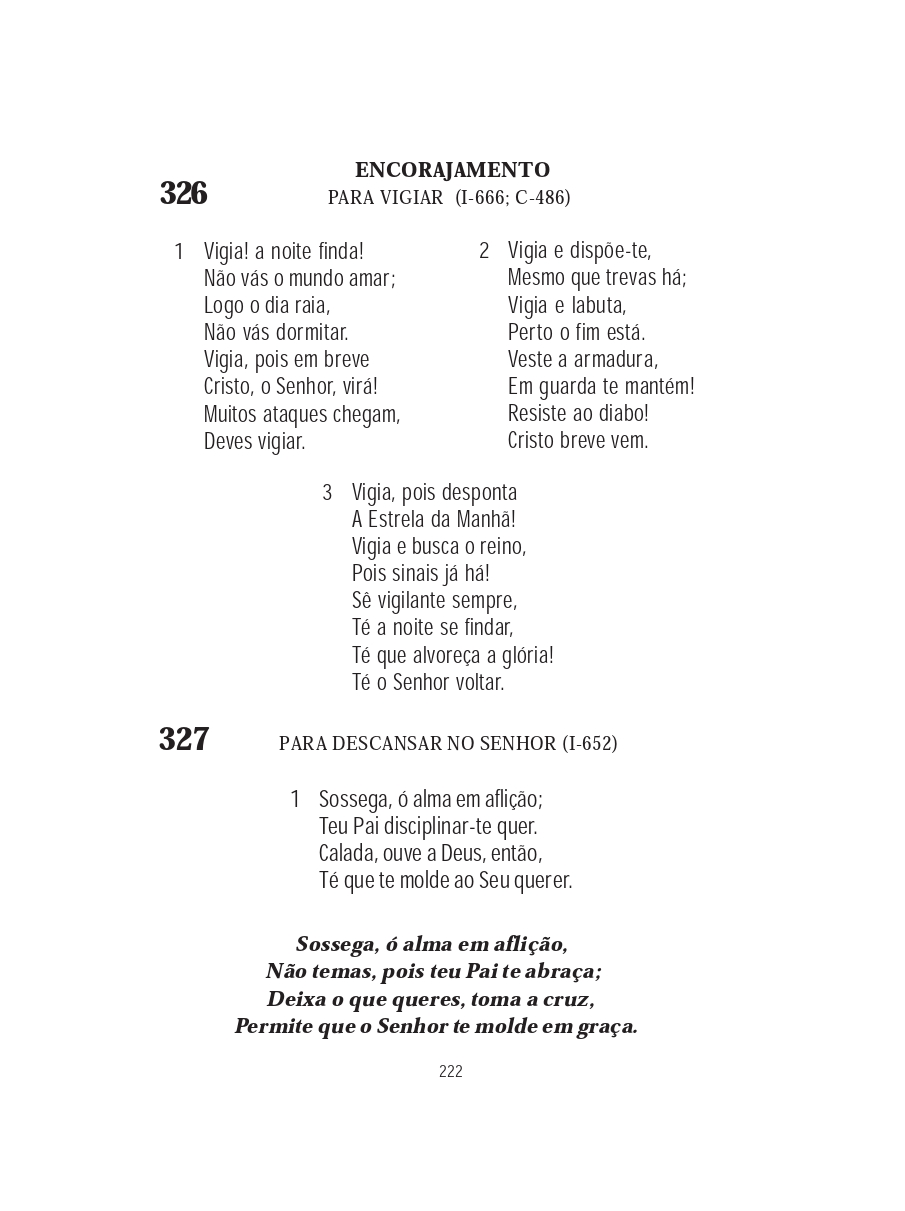 ENCORAJAMENTO
326
PARA VIGIAR (I-666; C-486)
1 Vigia! a noite finda!
Não vás o mundo amar;
Logo o dia raia,
Não vás dormitar.
Vigia, pois em breve
Cristo, o Senhor, virá!
Muitos ataques chegam,
Deves vigiar.
2 Vigia e dispõe-te,
Mesmo que trevas há;
Vigia e labuta,
Perto o fim está.
Veste a armadura,
Em guarda te mantém!
Resiste ao diabo!
Cristo breve vem.
3 Vigia, pois desponta
A Estrela da Manhã!
Vigia e busca o reino,
Pois sinais já há!
Sê vigilante sempre,
Té a noite se findar,
Té que alvoreça a glória!
Té o Senhor voltar.
327 PARA DESCANSAR NO SENHOR (I-652)
1 Sossega, ó alma em aflição;
Teu Pai disciplinar-te quer.
Calada, ouve a Deus, então,
Té que te molde ao Seu querer.
Sossega, ó alma em aflição,
Não temas, pois teu Pai te abraça;
Deixa o que queres, toma a cruz,
Permite que o Senhor te molde em graça.
222